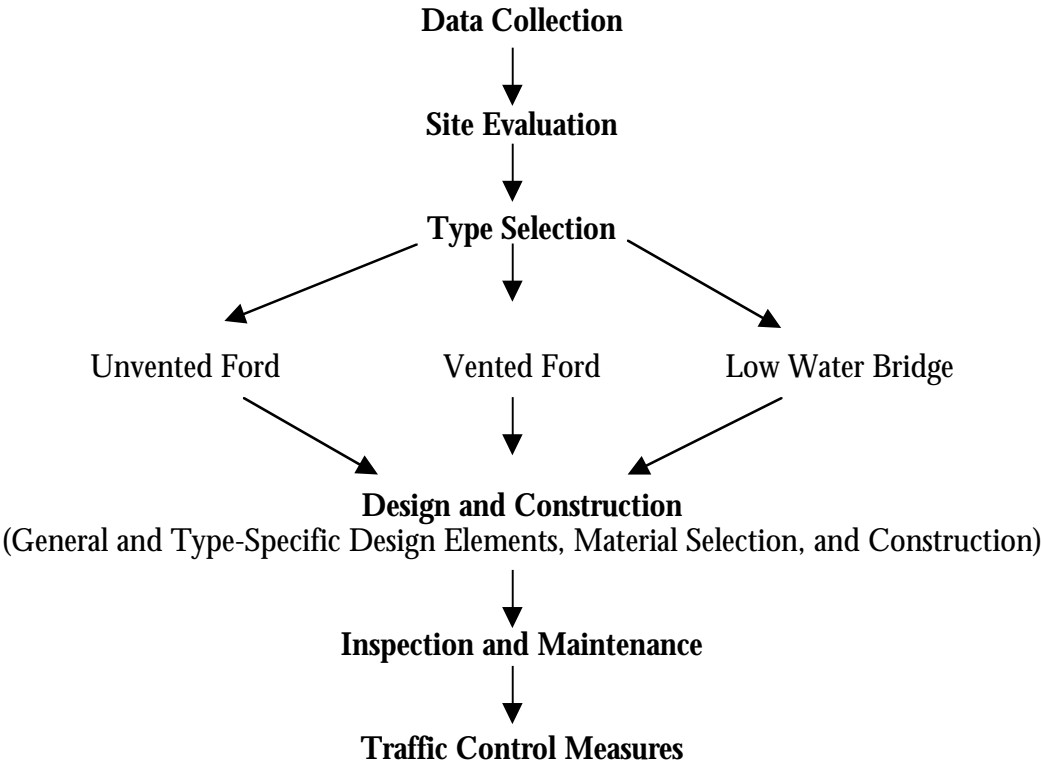 Data Collection
Site Evaluation
Type Selection
Unvented Ford
Vented Ford
Low Water Bridge
Design and Construction
(General and Type-Specific Design Elements, Material Selection, and Construction)
Inspection and Maintenance
Traffic Control Measures